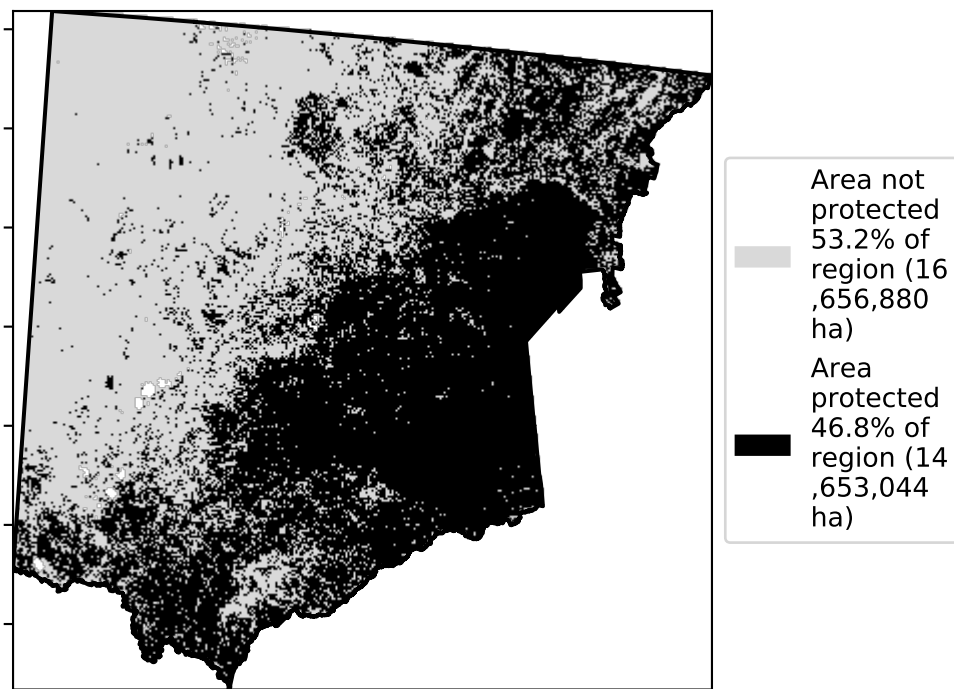 Area not
protected
53.2% of
region (16
,656,880
ha)
Area
protected
46.8% of
region (14
,653,044
ha)